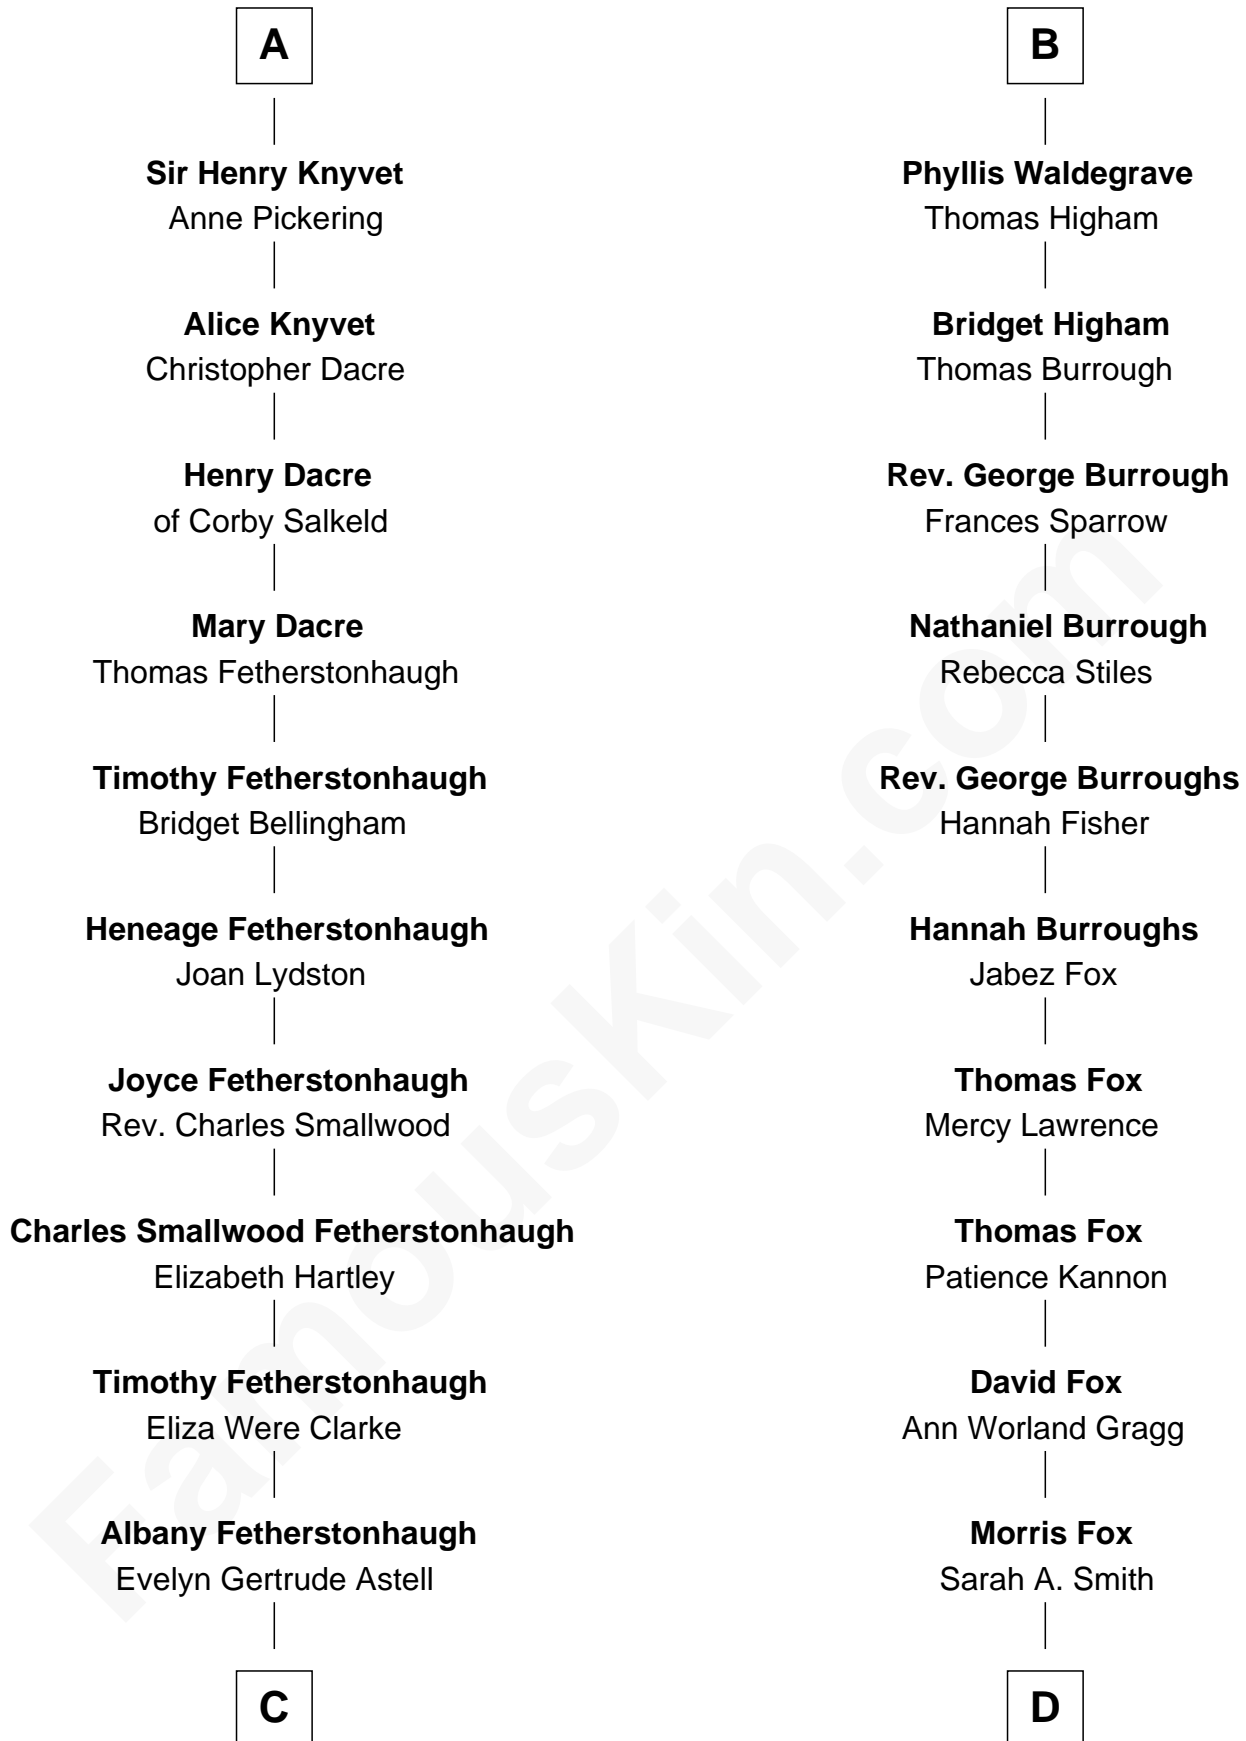 A
Sir Henry Knyvet
Anne Pickering
Alice Knyvet
Christopher Dacre
Henry Dacre
of Corby Salkeld
Mary Dacre
Thomas Fetherstonhaugh
Timothy Fetherstonhaugh
Bridget Bellingham
Heneage Fetherstonhaugh
Joan Lydston
Joyce Fetherstonhaugh
Rev. Charles Smallwood
Charles Smallwood Fetherstonhaugh
Elizabeth Hartley
Timothy Fetherstonhaugh
Eliza Were Clarke
Albany Fetherstonhaugh
Evelyn Gertrude Astell
C
B
Phyllis Waldegrave
Thomas Higham
Bridget Higham
Thomas Burrough
Rev. George Burrough
Frances Sparrow
Nathaniel Burrough
Rebecca Stiles
Rev. George Burroughs
Hannah Fisher
Hannah Burroughs
Jabez Fox
Thomas Fox
Mercy Lawrence
Thomas Fox
Patience Kannon
David Fox
Ann Worland Gragg
Morris Fox
Sarah A. Smith
D
FamousKin.com